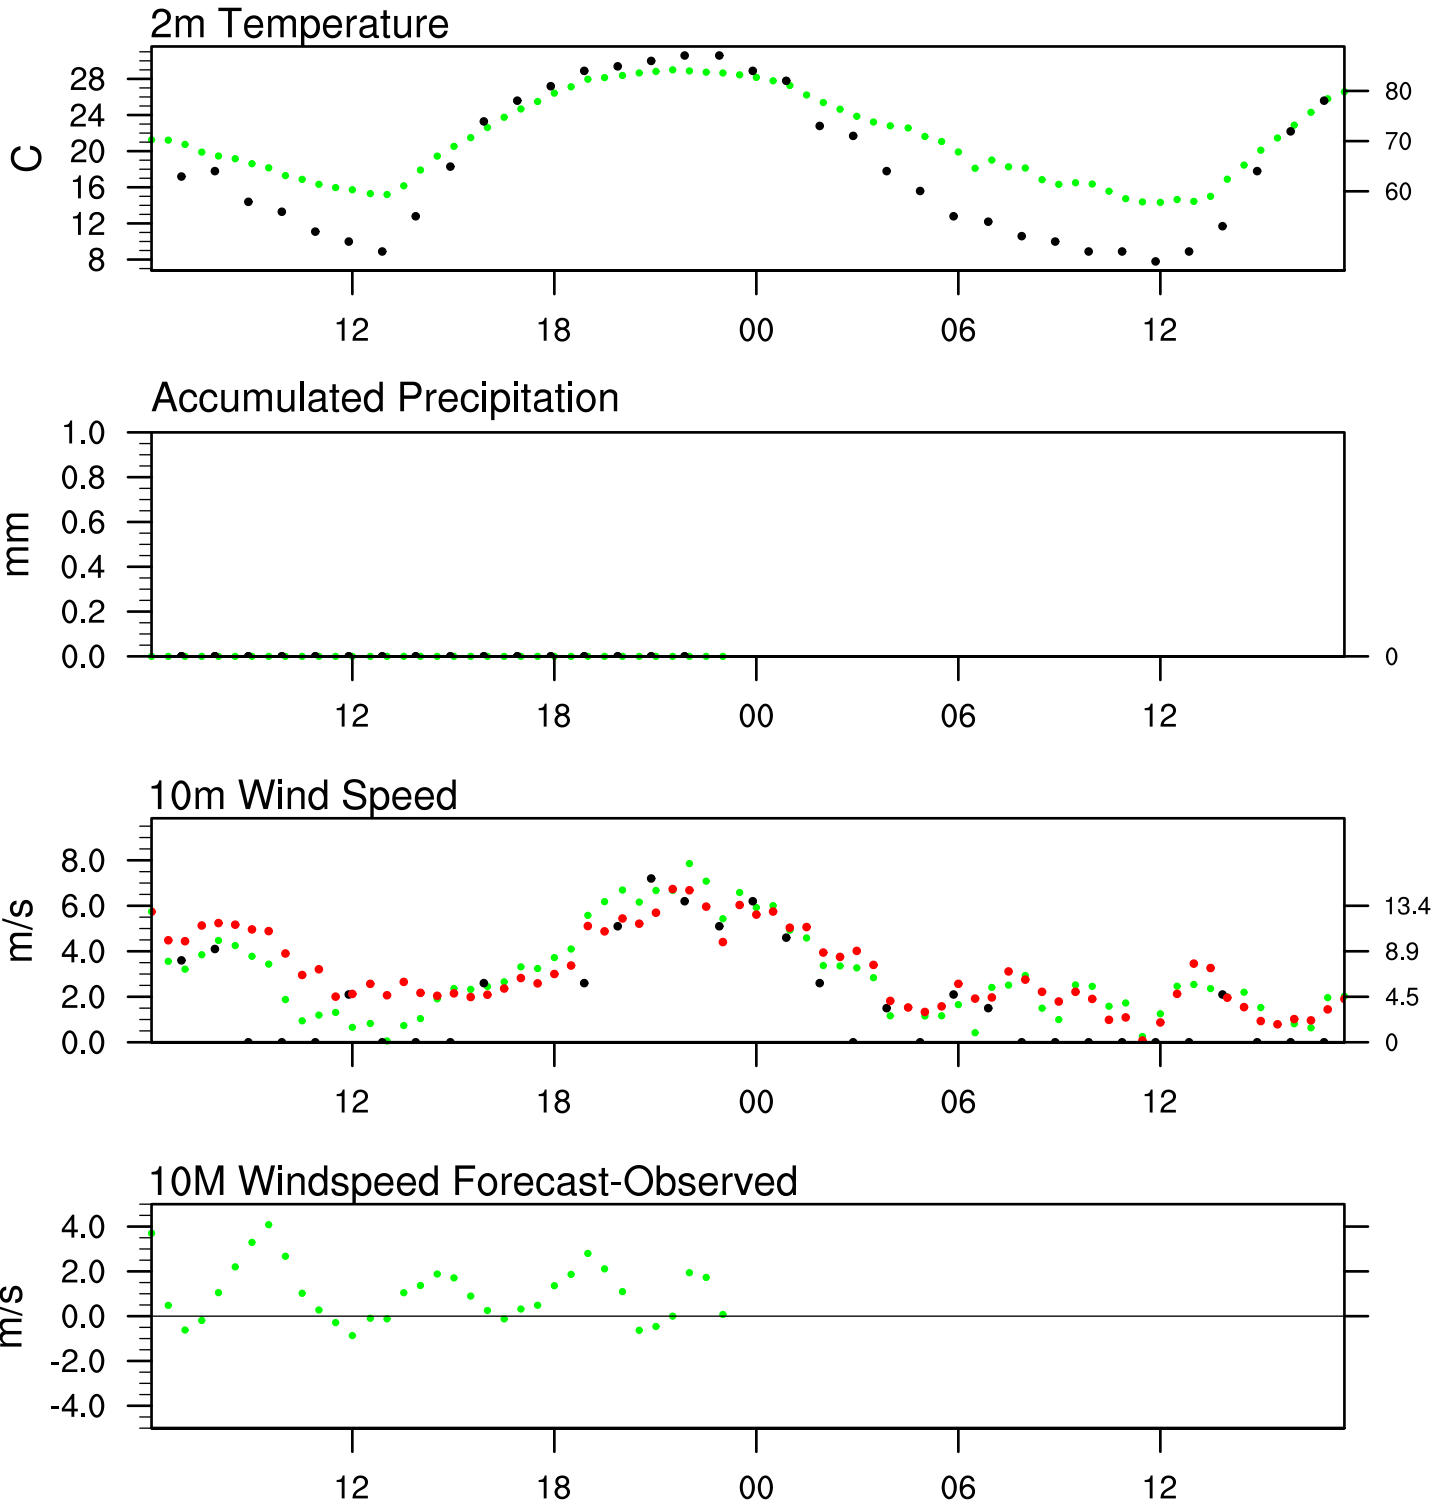 2m Temperature
28
24
20
16
12
8
C
80
70
60
12 18 00 06 12
Accumulated Precipitation
1.0
0.8
0.6
0.4
0.2
0.0
mm
0
12 18 00 06 12
10m Wind Speed
8.0
6.0
4.0
2.0
0.0
m/s
13.4
8.9
4.5
0
12 18 00 06 12
10M Windspeed Forecast-Observed
4.0
2.0
0.0
-2.0
-4.0
m/s
12 18 00 06 12